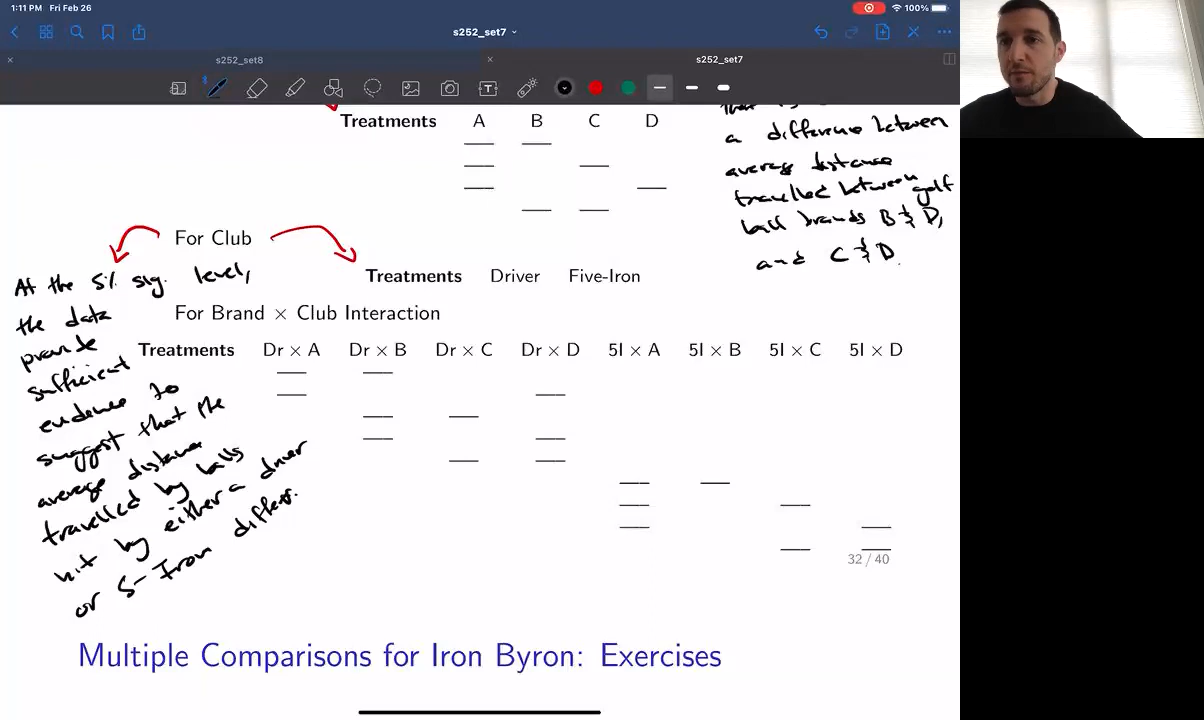 1:11 PM Fri Feb 26
100%
s252_set7
s252_set8
s252_set7
Treatments A B C D
a difference between
average distance
travelled between golf
ball brands B & D,
and C & D.
For Club
At the 5% sig. level,
the data
provide
sufficient
evidence to
suggest that the
average distance
travelled by balls
hit by either a driver
or 5-Iron differs.
Treatments Driver Five-Iron
For Brand × Club Interaction
Treatments Dr × A Dr × B Dr × C Dr × D 5I × A 5I × B 5I × C 5I × D
32 / 40
Multiple Comparisons for Iron Byron: Exercises